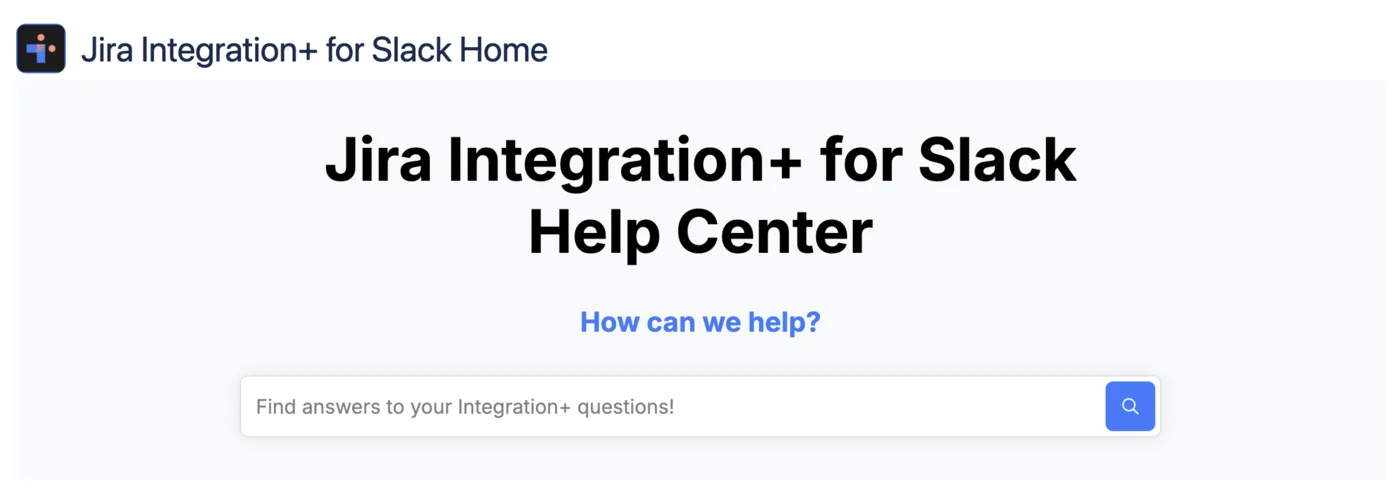 Jira Integration+ for Slack Home
Jira Integration+ for Slack
Help Center
How can we help?
Find answers to your Integration+ questions!